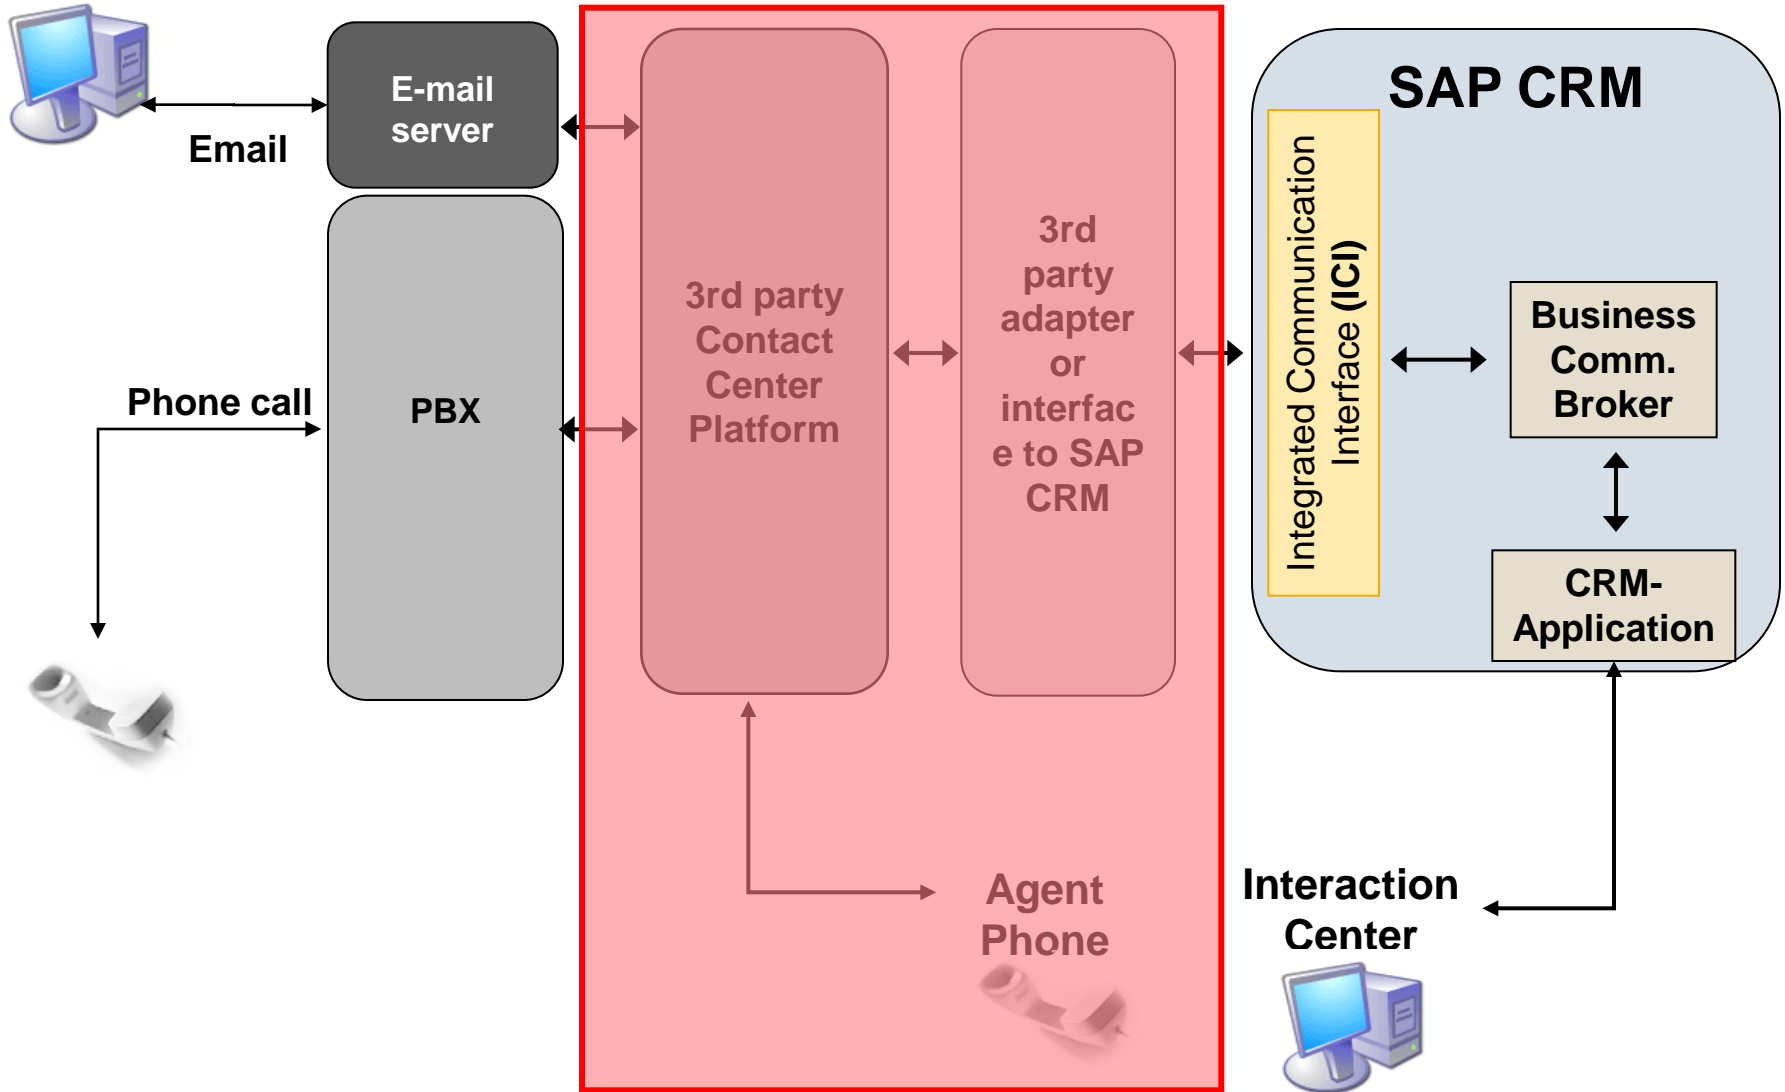 E-mail
server
Email
Phone call
PBX
3rd party
Contact
Center
Platform
3rd
party
adapter
or
interfac
e to SAP
CRM
SAP CRM
Integrated Communication
Interface (ICI)
Business
Comm.
Broker
CRM-
Application
Agent
Phone
Interaction
Center